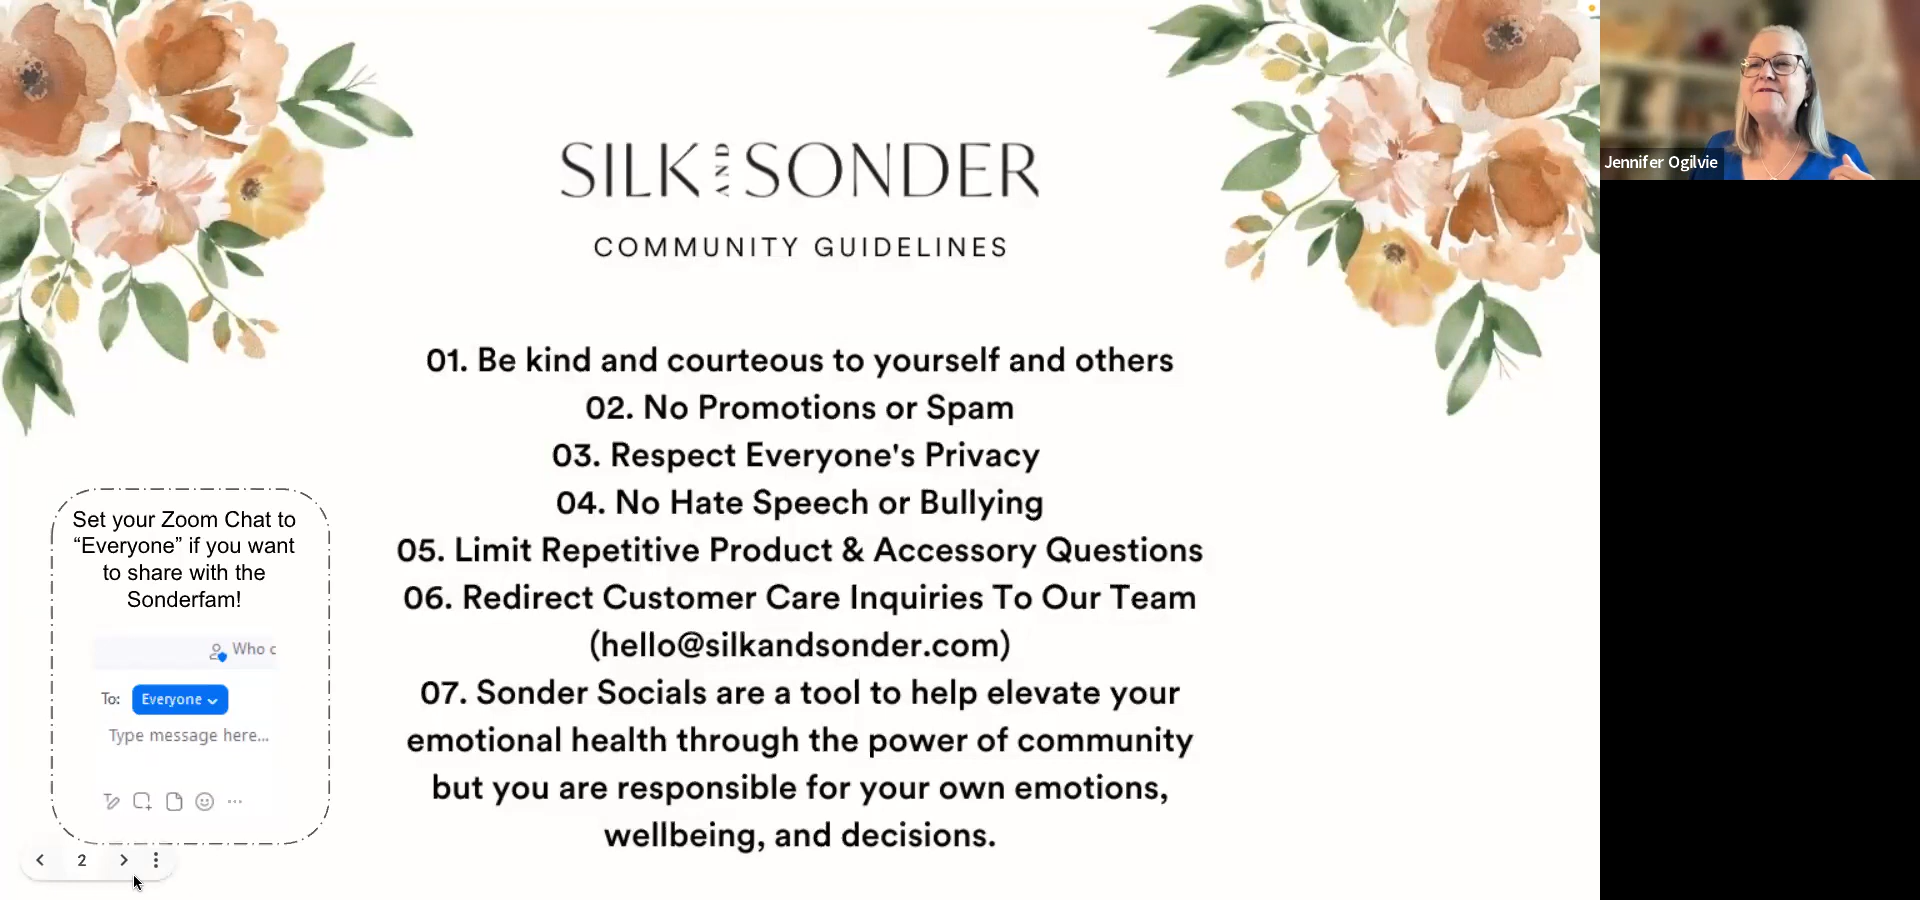 SILK AND SONDER
COMMUNITY GUIDELINES
01. Be kind and courteous to yourself and others
02. No Promotions or Spam
03. Respect Everyone's Privacy
04. No Hate Speech or Bullying
05. Limit Repetitive Product & Accessory Questions
06. Redirect Customer Care Inquiries To Our Team
(hello@silkandsonder.com)
07. Sonder Socials are a tool to help elevate your
emotional health through the power of community
but you are responsible for your own emotions,
wellbeing, and decisions.
Set your Zoom Chat to
“Everyone” if you want
to share with the
Sonderfam!
Who c
To: Everyone
Type message here...
2
Jennifer Ogilvie